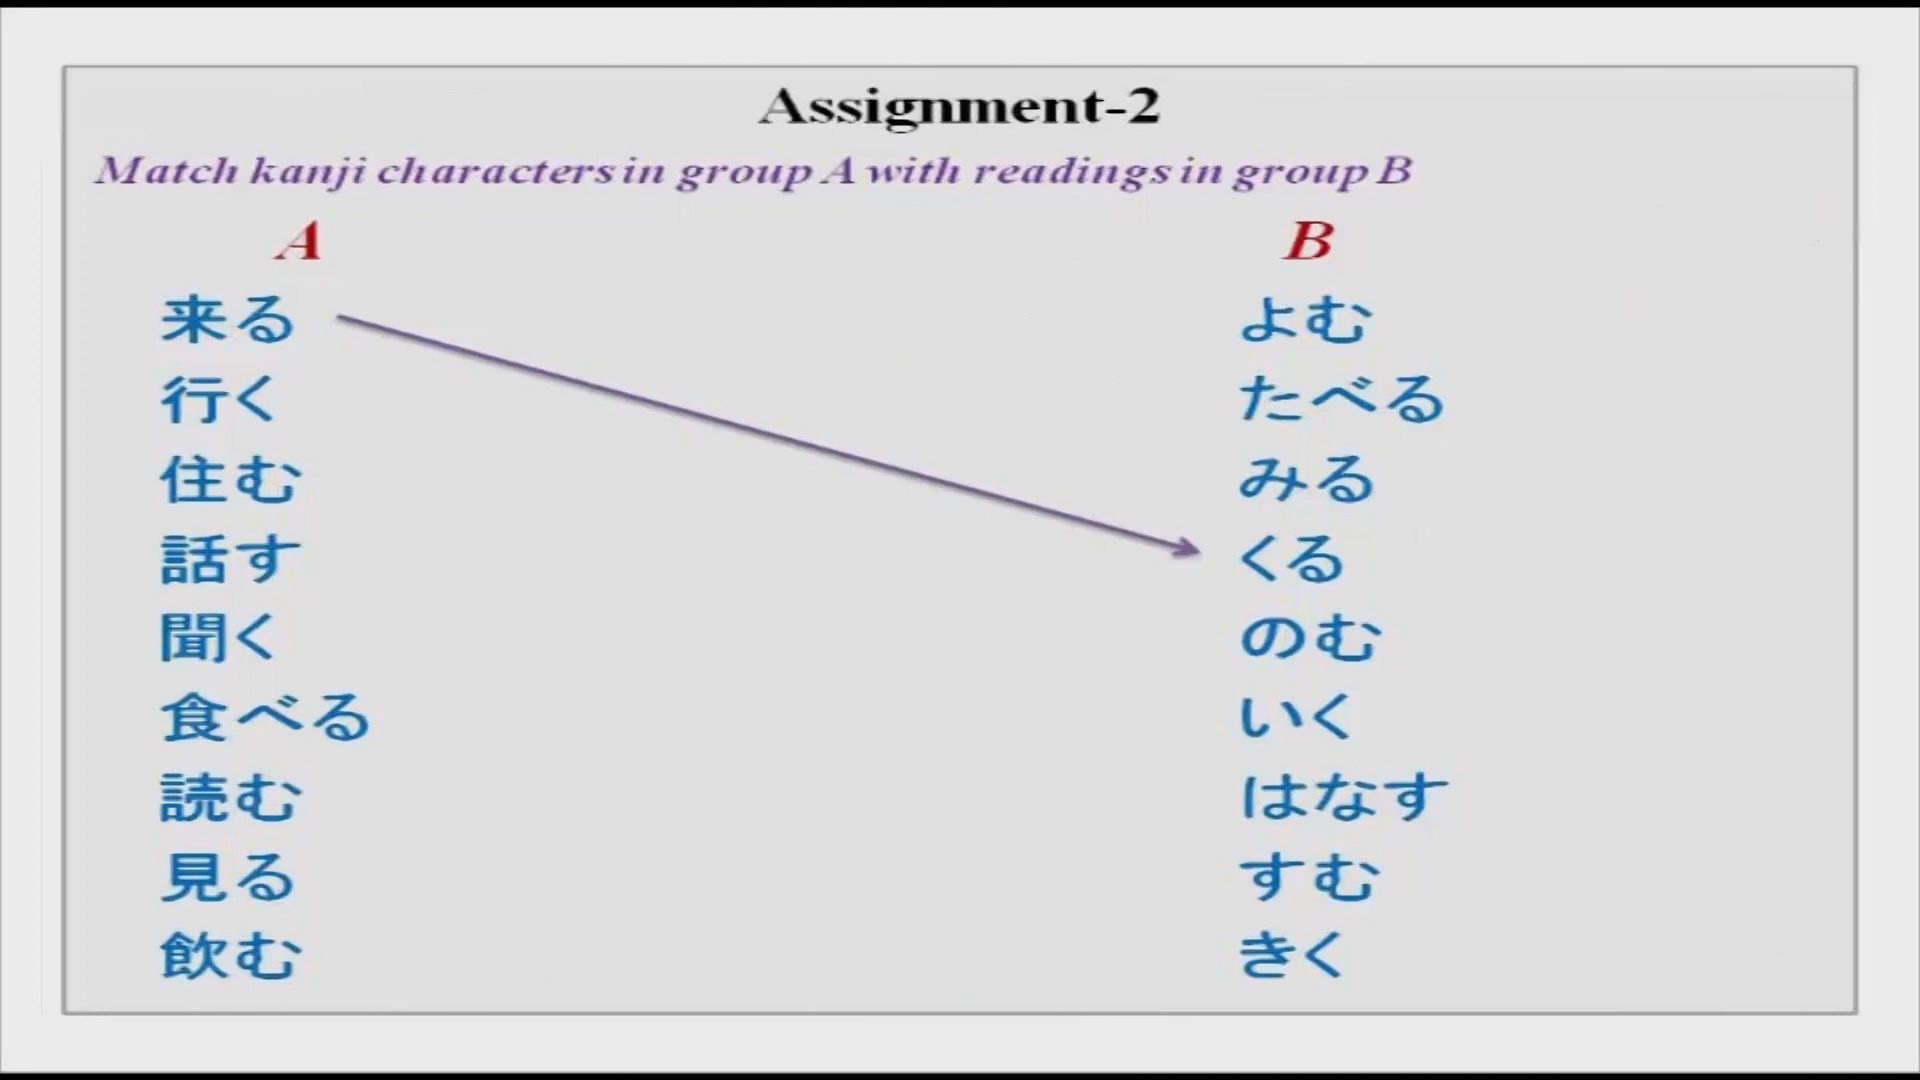 Assignment-2
Match kanji characters in group A with readings in group B
A B
来る よむ
行く たべる
住む みる
話す くる
聞く のむ
食べる いく
読む はなす
見る すむ
飲む きく